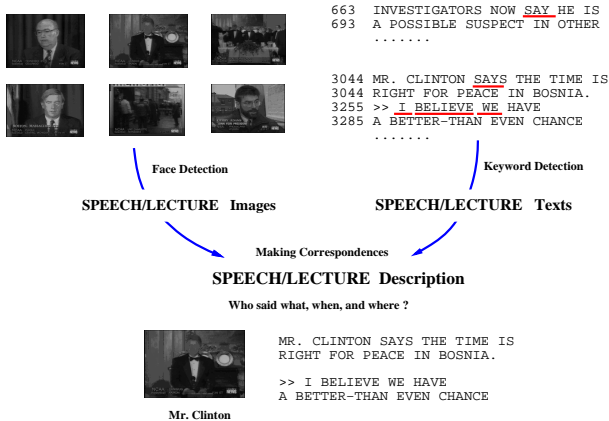 663 INVESTIGATORS NOW SAY HE IS
693 A POSSIBLE SUSPECT IN OTHER
.......
3044 MR. CLINTON SAYS THE TIME IS
3044 RIGHT FOR PEACE IN BOSNIA.
3255 >> I BELIEVE WE HAVE
3285 A BETTER-THAN EVEN CHANCE
.......
Face Detection
Keyword Detection
SPEECH/LECTURE Images
SPEECH/LECTURE Texts
Making Correspondences
SPEECH/LECTURE Description
Who said what, when, and where ?
MR. CLINTON SAYS THE TIME IS
RIGHT FOR PEACE IN BOSNIA.
>> I BELIEVE WE HAVE
A BETTER-THAN EVEN CHANCE
Mr. Clinton